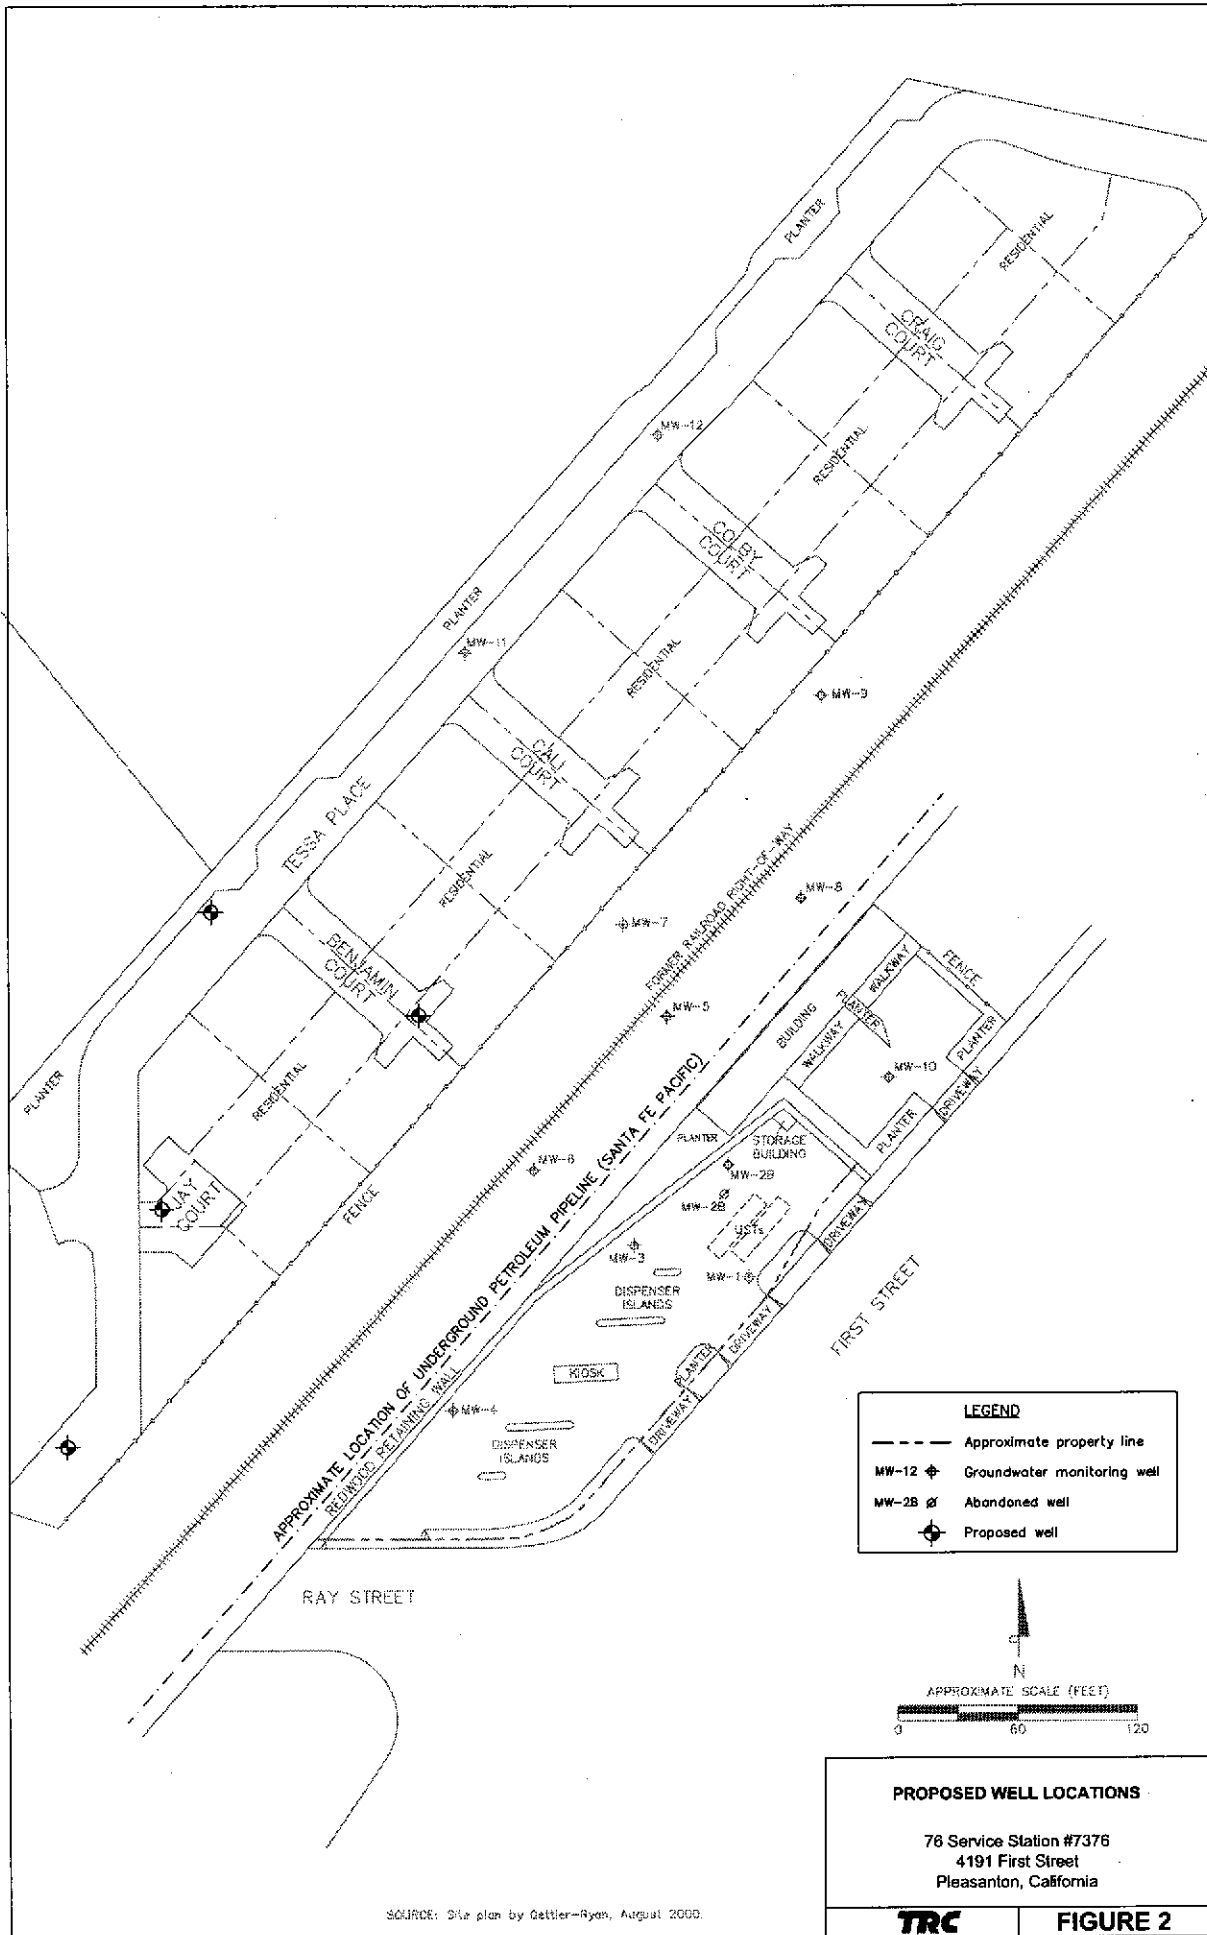 PLANTER
RESIDENTIAL
CRAIG
COURT
MW-12
RESIDENTIAL
COLBY
COURT
PLANTER
MW-11
RESIDENTIAL
MW-9
CALI
COURT
TESSA PLACE
RESIDENTIAL
FORMER RAILROAD RIGHT-OF-WAY
MW-8
MW-7
BENJAMIN
COURT
FENCE
WALKWAY
PLANTER
BUILDING
WALKWAY
MW-5
PLANTER
MW-10
DRIVEWAY
PLANTER
PLANTER
RESIDENTIAL
PLANTER
STORAGE
BUILDING
MW-6
MW-2B
MW-2B
USTs
JAY
COURT
FENCE
DRIVEWAY
MW-3
MW-1
DISPENSER
ISLANDS
FIRST STREET
DRIVEWAY
PLANTER
KIOSK
MW-4
DRIVEWAY
DISPENSER
ISLANDS
APPROXIMATE LOCATION OF UNDERGROUND PETROLEUM PIPELINE (SANTA FE PACIFIC)
REDWOOD RETAINING WALL
RAY STREET
LEGEND
Approximate property line
MW-12 Groundwater monitoring well
MW-2B Abandoned well
Proposed well
N
APPROXIMATE SCALE (FEET)
0 60 120
PROPOSED WELL LOCATIONS
76 Service Station #7376
4191 First Street
Pleasanton, California
SOURCE: Site plan by Gettler-Ryan, August 2000.
TRC FIGURE 2